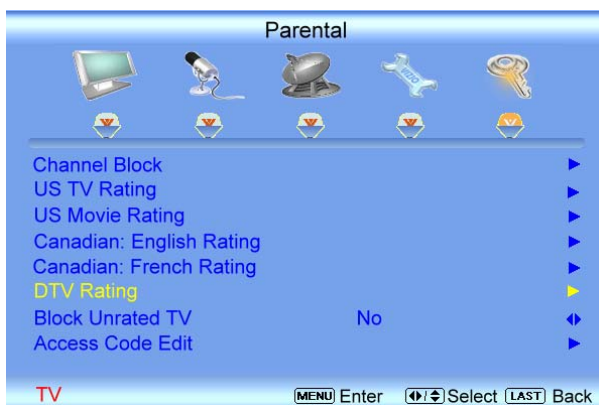 Parental
Channel Block
US TV Rating
US Movie Rating
Canadian: English Rating
Canadian: French Rating
DTV Rating
Block Unrated TV No
Access Code Edit
TV MENU Enter Select LAST Back